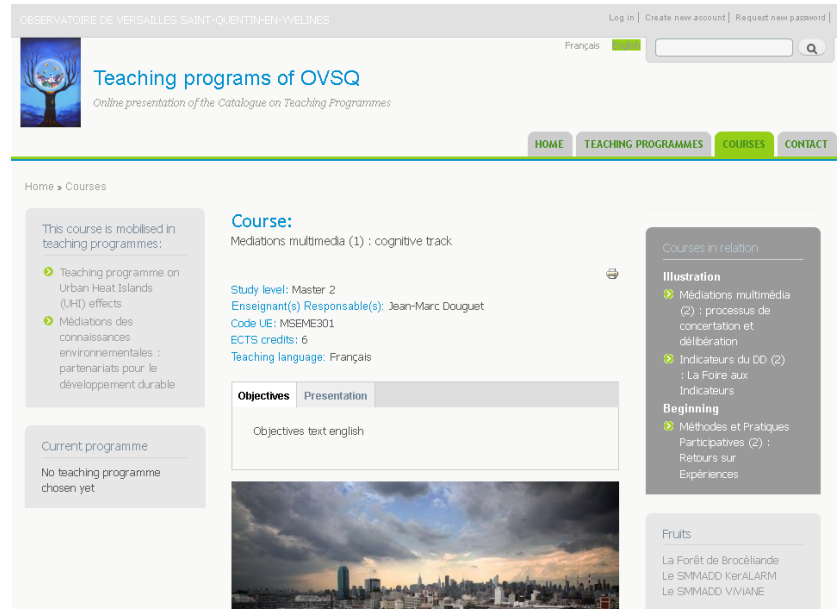 OBSERVATOIRE DE VERSAILLES SAINT-QUENTIN-EN-YVELINES
Log in | Create new account | Request new password |
Français English
Teaching programs of OVSQ
Online presentation of the Catalogue on Teaching Programmes
HOME TEACHING PROGRAMMES COURSES CONTACT
Home » Courses
This course is mobilised in
teaching programmes:
Teaching programme on
Urban Heat Islands
(UHI) effects
Médiations des
connaissances
environnementales :
partenariats pour le
développement durable
Current programme
No teaching programme
chosen yet
Course:
Mediations multimedia (1) : cognitive track
Study level: Master 2
Enseignant(s) Responsable(s): Jean-Marc Douguet
Code UE: MSEME301
ECTS credits: 6
Teaching language: Français
Objectives Presentation
Objectives text english
Courses in relation
Illustration
Médiations multimédia
(2) : processus de
concertation et
délibération
Indicateurs du DD (2)
: La Foire aux
Indicateurs
Beginning
Méthodes et Pratiques
Participatives (2) :
Retours sur
Expériences
Fruits
La Forêt de Brocéliande
Le SMMADD KerALARM
Le SMMADD ViViANE